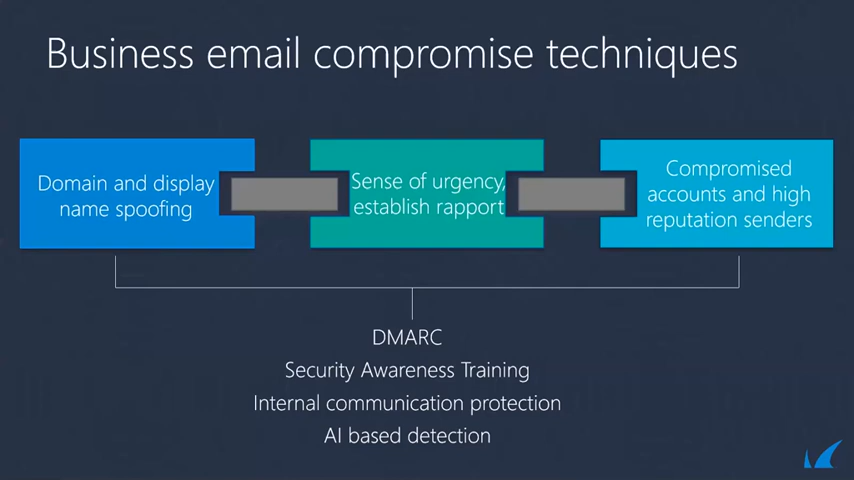 Business email compromise techniques
Domain and display
name spoofing
Sense of urgency,
establish rapport
Compromised
accounts and high
reputation senders
DMARC
Security Awareness Training
Internal communication protection
AI based detection